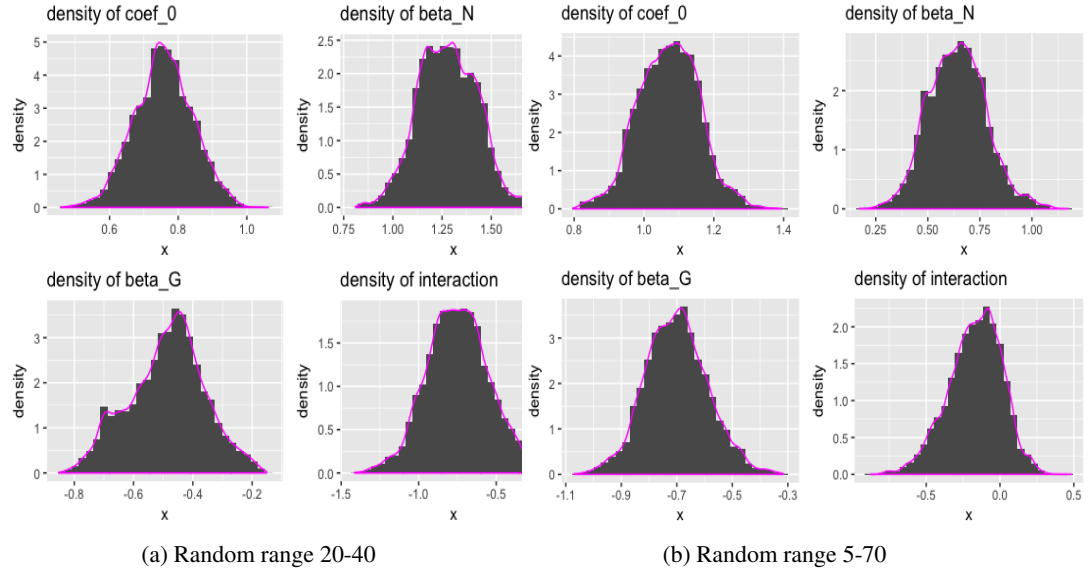 density of coef_0
density
5
4
3
2
1
0
0.6 0.8 1.0
x
density of beta_N
density
2.5
2.0
1.5
1.0
0.5
0.0
0.75 1.00 1.25 1.50
x
density of coef_0
density
4
3
2
1
0
0.8 1.0 1.2 1.4
x
density of beta_N
density
2
1
0
0.25 0.50 0.75 1.00
x
density of beta_G
density
3
2
1
0
-0.8 -0.6 -0.4 -0.2
x
density of interaction
density
1.5
1.0
0.5
0.0
-1.5 -1.0 -0.5
x
density of beta_G
density
3
2
1
0
-1.1 -0.9 -0.7 -0.5 -0.3
x
density of interaction
density
2.0
1.5
1.0
0.5
0.0
-0.5 0.0 0.5
x
(a) Random range 20-40
(b) Random range 5-70